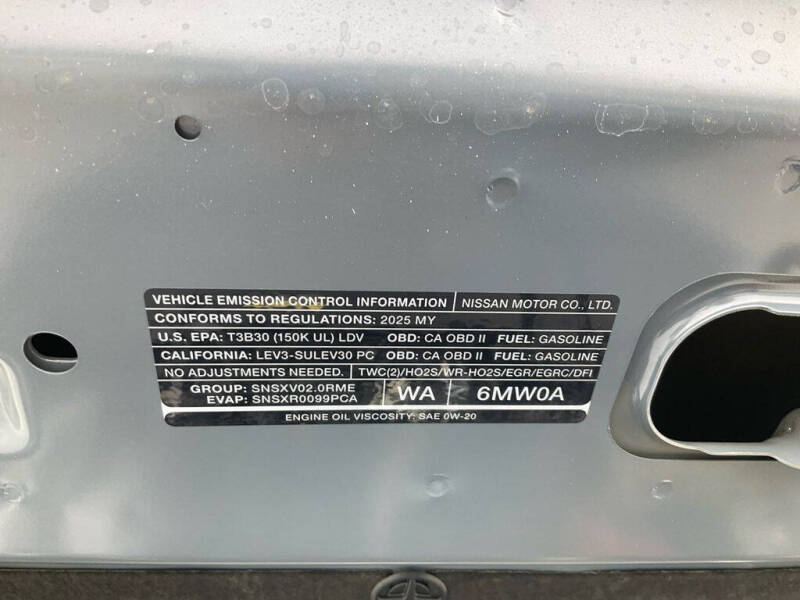 VEHICLE EMISSION CONTROL INFORMATION NISSAN MOTOR CO., LTD.
CONFORMS TO REGULATIONS: 2025 MY
U.S. EPA: T3B30 (150K UL) LDV OBD: CA OBD II FUEL: GASOLINE
CALIFORNIA: LEV3-SULEV30 PC OBD: CA OBD II FUEL: GASOLINE
NO ADJUSTMENTS NEEDED. TWC(2)/HO2S/WR-HO2S/EGR/EGRC/DFI
GROUP: SNSXV02.0RME
EVAP: SNSXR0099PCA WA 6MW0A
ENGINE OIL VISCOSITY: SAE 0W-20